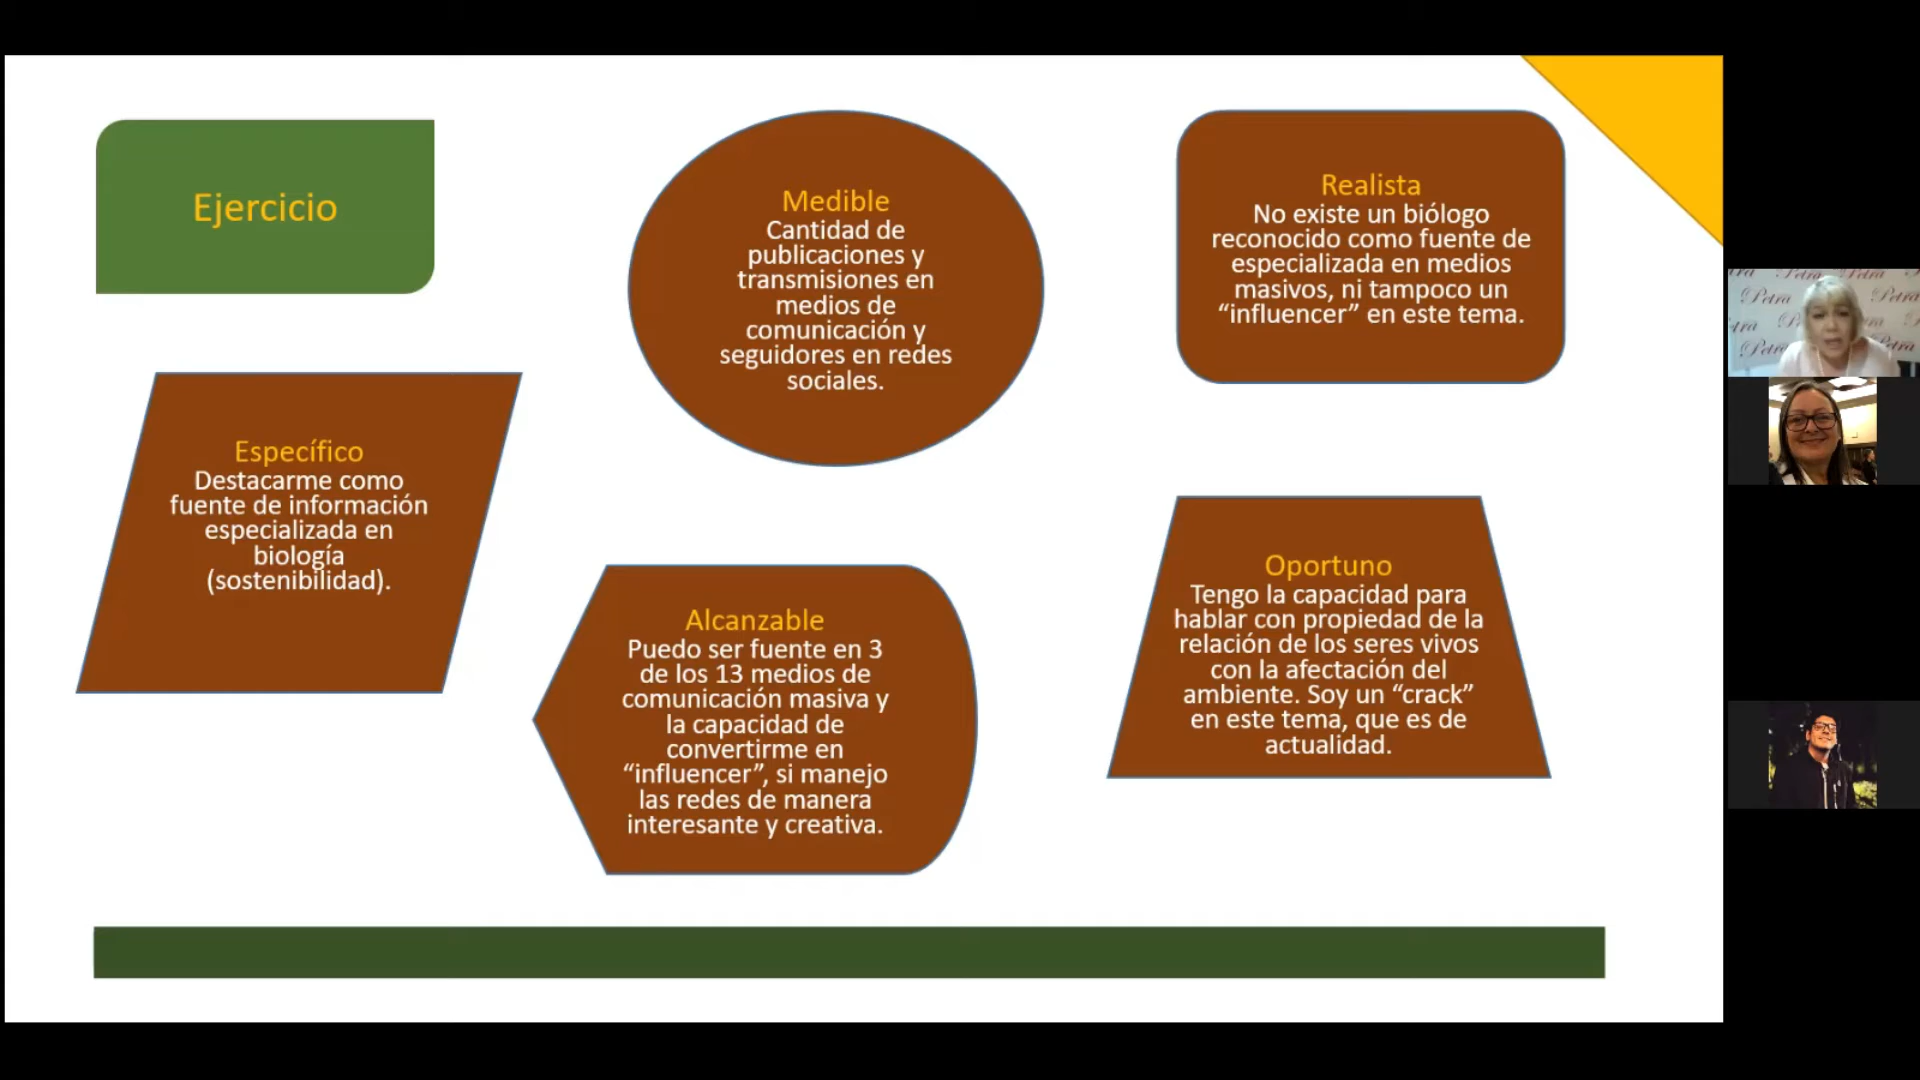 Ejercicio
Específico
Destacarme como
fuente de información
especializada en
biología
(sostenibilidad).
Medible
Cantidad de
publicaciones y
transmisiones en
medios de
comunicación y
seguidores en redes
sociales.
Alcanzable
Puedo ser fuente en 3
de los 13 medios de
comunicación masiva y
la capacidad de
convertirme en
“influencer”, si manejo
las redes de manera
interesante y creativa.
Realista
No existe un biólogo
reconocido como fuente de
especializada en medios
masivos, ni tampoco un
“influencer” en este tema.
Oportuno
Tengo la capacidad para
hablar con propiedad de la
relación de los seres vivos
con la afectación del
ambiente. Soy un “crack”
en este tema, que es de
actualidad.
Petra
Petra
Petra
Petra
Petra